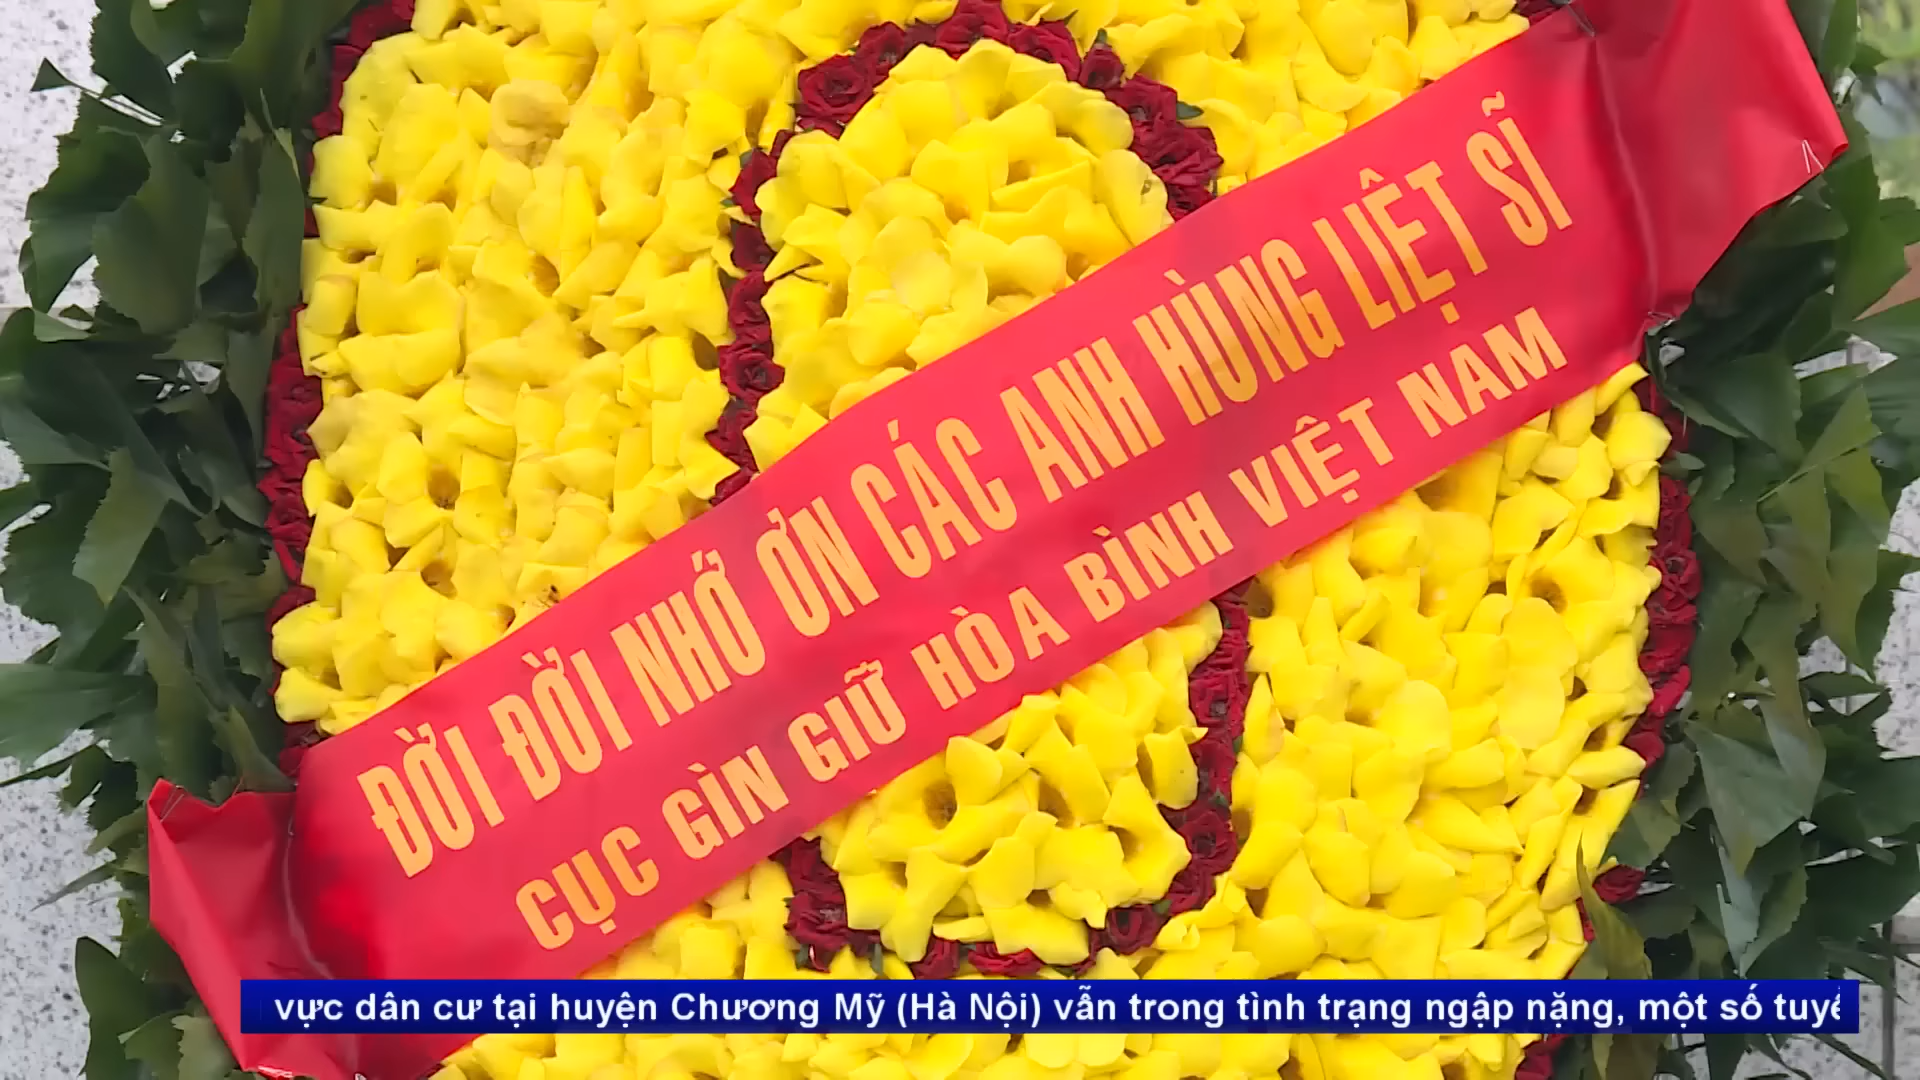 ĐỜI ĐỜI NHỚ ƠN CÁC ANH HÙNG LIỆT SĨ
CỤC GÌN GIỮ HÒA BÌNH VIỆT NAM
vực dân cư tại huyện Chương Mỹ (Hà Nội) vẫn trong tình trạng ngập nặng, một số